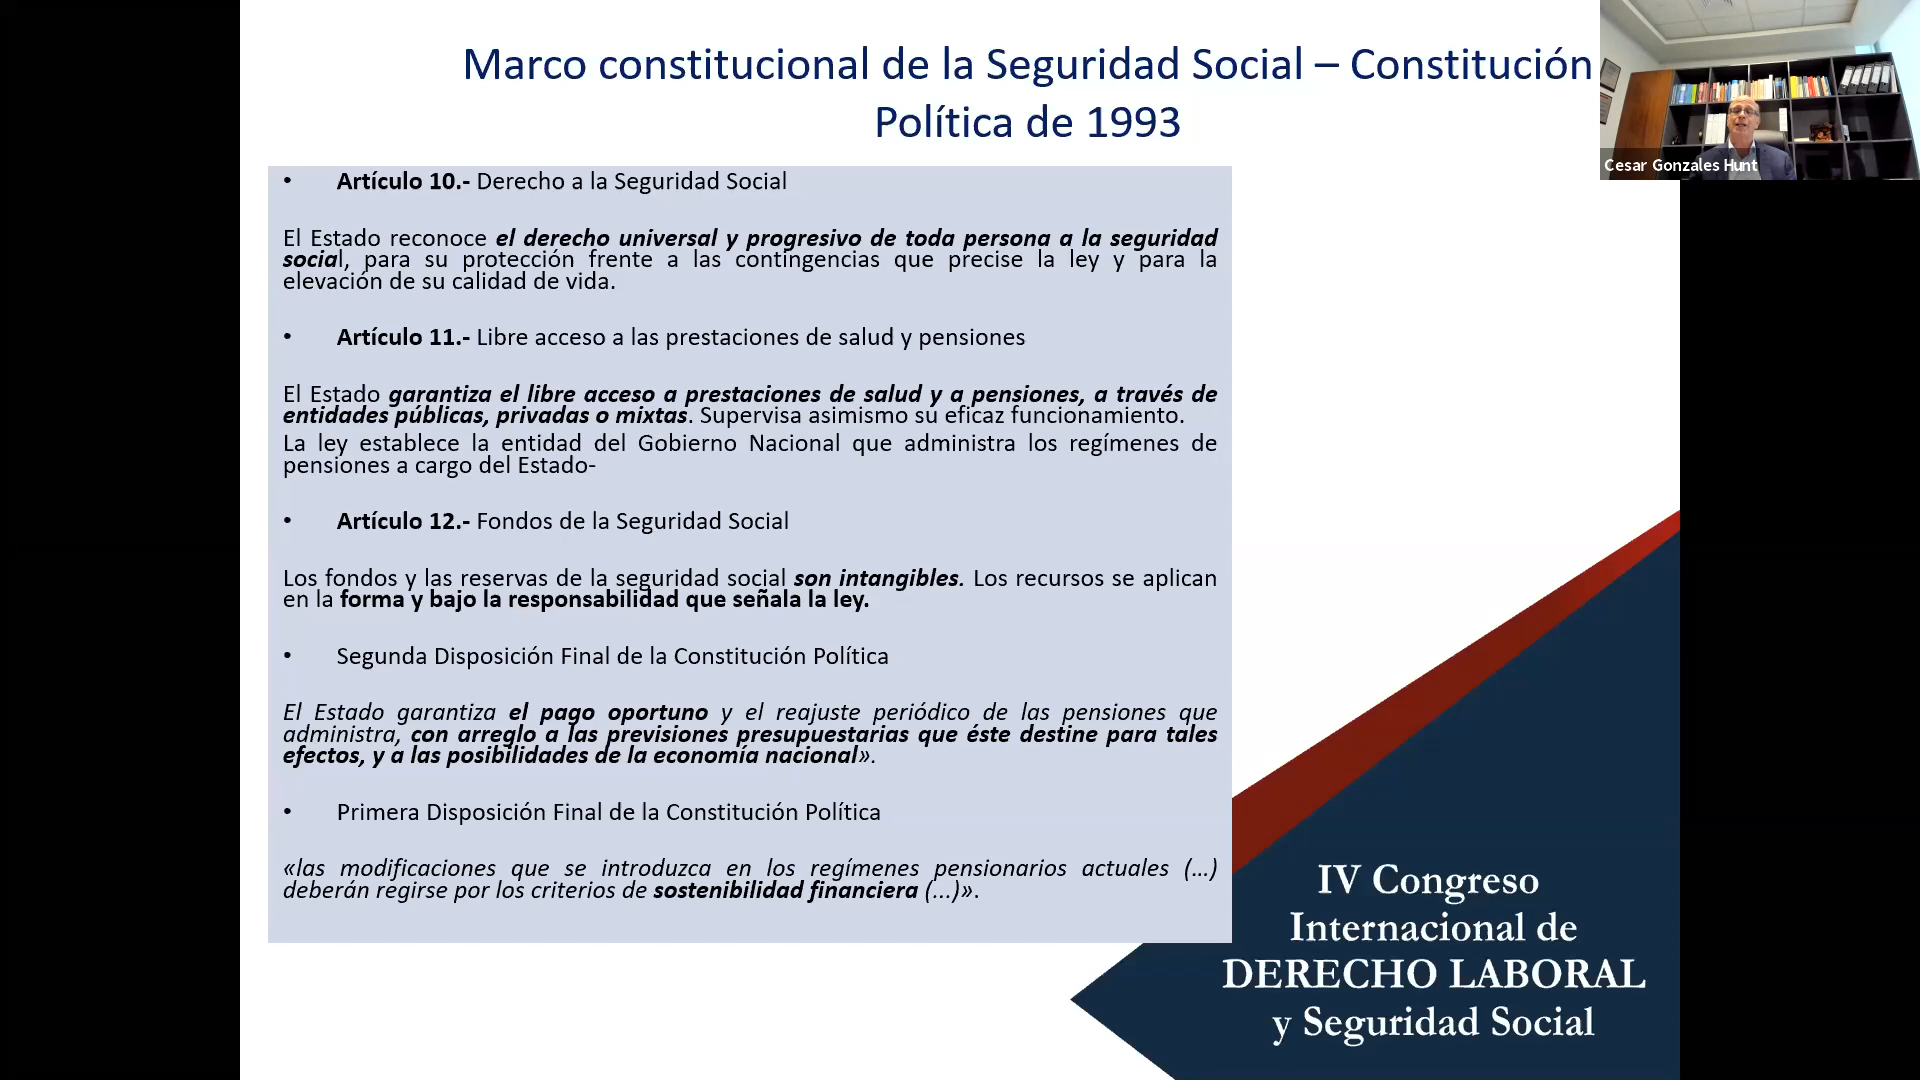 Marco constitucional de la Seguridad Social – Constitución
Política de 1993
Cesar Gonzales Hunt
• Artículo 10.- Derecho a la Seguridad Social
El Estado reconoce el derecho universal y progresivo de toda persona a la seguridad
social, para su protección frente a las contingencias que precise la ley y para la
elevación de su calidad de vida.
• Artículo 11.- Libre acceso a las prestaciones de salud y pensiones
El Estado garantiza el libre acceso a prestaciones de salud y a pensiones, a través de
entidades públicas, privadas o mixtas. Supervisa asimismo su eficaz funcionamiento.
La ley establece la entidad del Gobierno Nacional que administra los regímenes de
pensiones a cargo del Estado-
• Artículo 12.- Fondos de la Seguridad Social
Los fondos y las reservas de la seguridad social son intangibles. Los recursos se aplican
en la forma y bajo la responsabilidad que señala la ley.
• Segunda Disposición Final de la Constitución Política
El Estado garantiza el pago oportuno y el reajuste periódico de las pensiones que
administra, con arreglo a las previsiones presupuestarias que éste destine para tales
efectos, y a las posibilidades de la economía nacional».
• Primera Disposición Final de la Constitución Política
«las modificaciones que se introduzca en los regímenes pensionarios actuales (...)
deberán regirse por los criterios de sostenibilidad financiera (...)».
IV Congreso
Internacional de
DERECHO LABORAL
y Seguridad Social